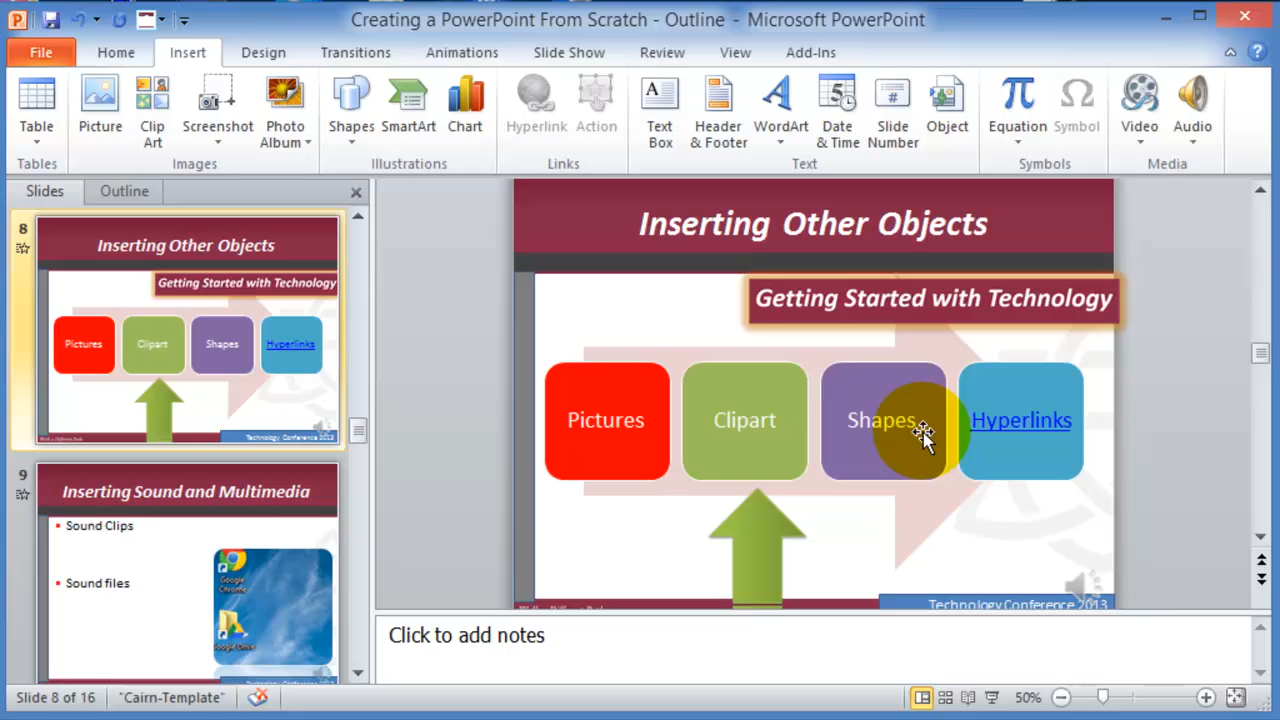 Creating a PowerPoint From Scratch - Outline - Microsoft PowerPoint
File Home Insert Design Transitions Animations Slide Show Review View Add-Ins
Table Picture Clip Art Screenshot Photo Album Shapes SmartArt Chart Hyperlink Action Text Box Header & Footer WordArt Date & Time Slide Number Object Equation Symbol Video Audio
Tables Images Illustrations Links Text Symbols Media
Slides Outline
8
Inserting Other Objects
Getting Started with Technology
Pictures Clipart Shapes Hyperlinks
Technology Conference 2013
9
Inserting Sound and Multimedia
Sound Clips
Sound files
Google Chrome
Google Drive
Inserting Other Objects
Getting Started with Technology
Pictures Clipart Shapes Hyperlinks
Technology Conference 2013
Click to add notes
Slide 8 of 16 "Cairn-Template" 50%